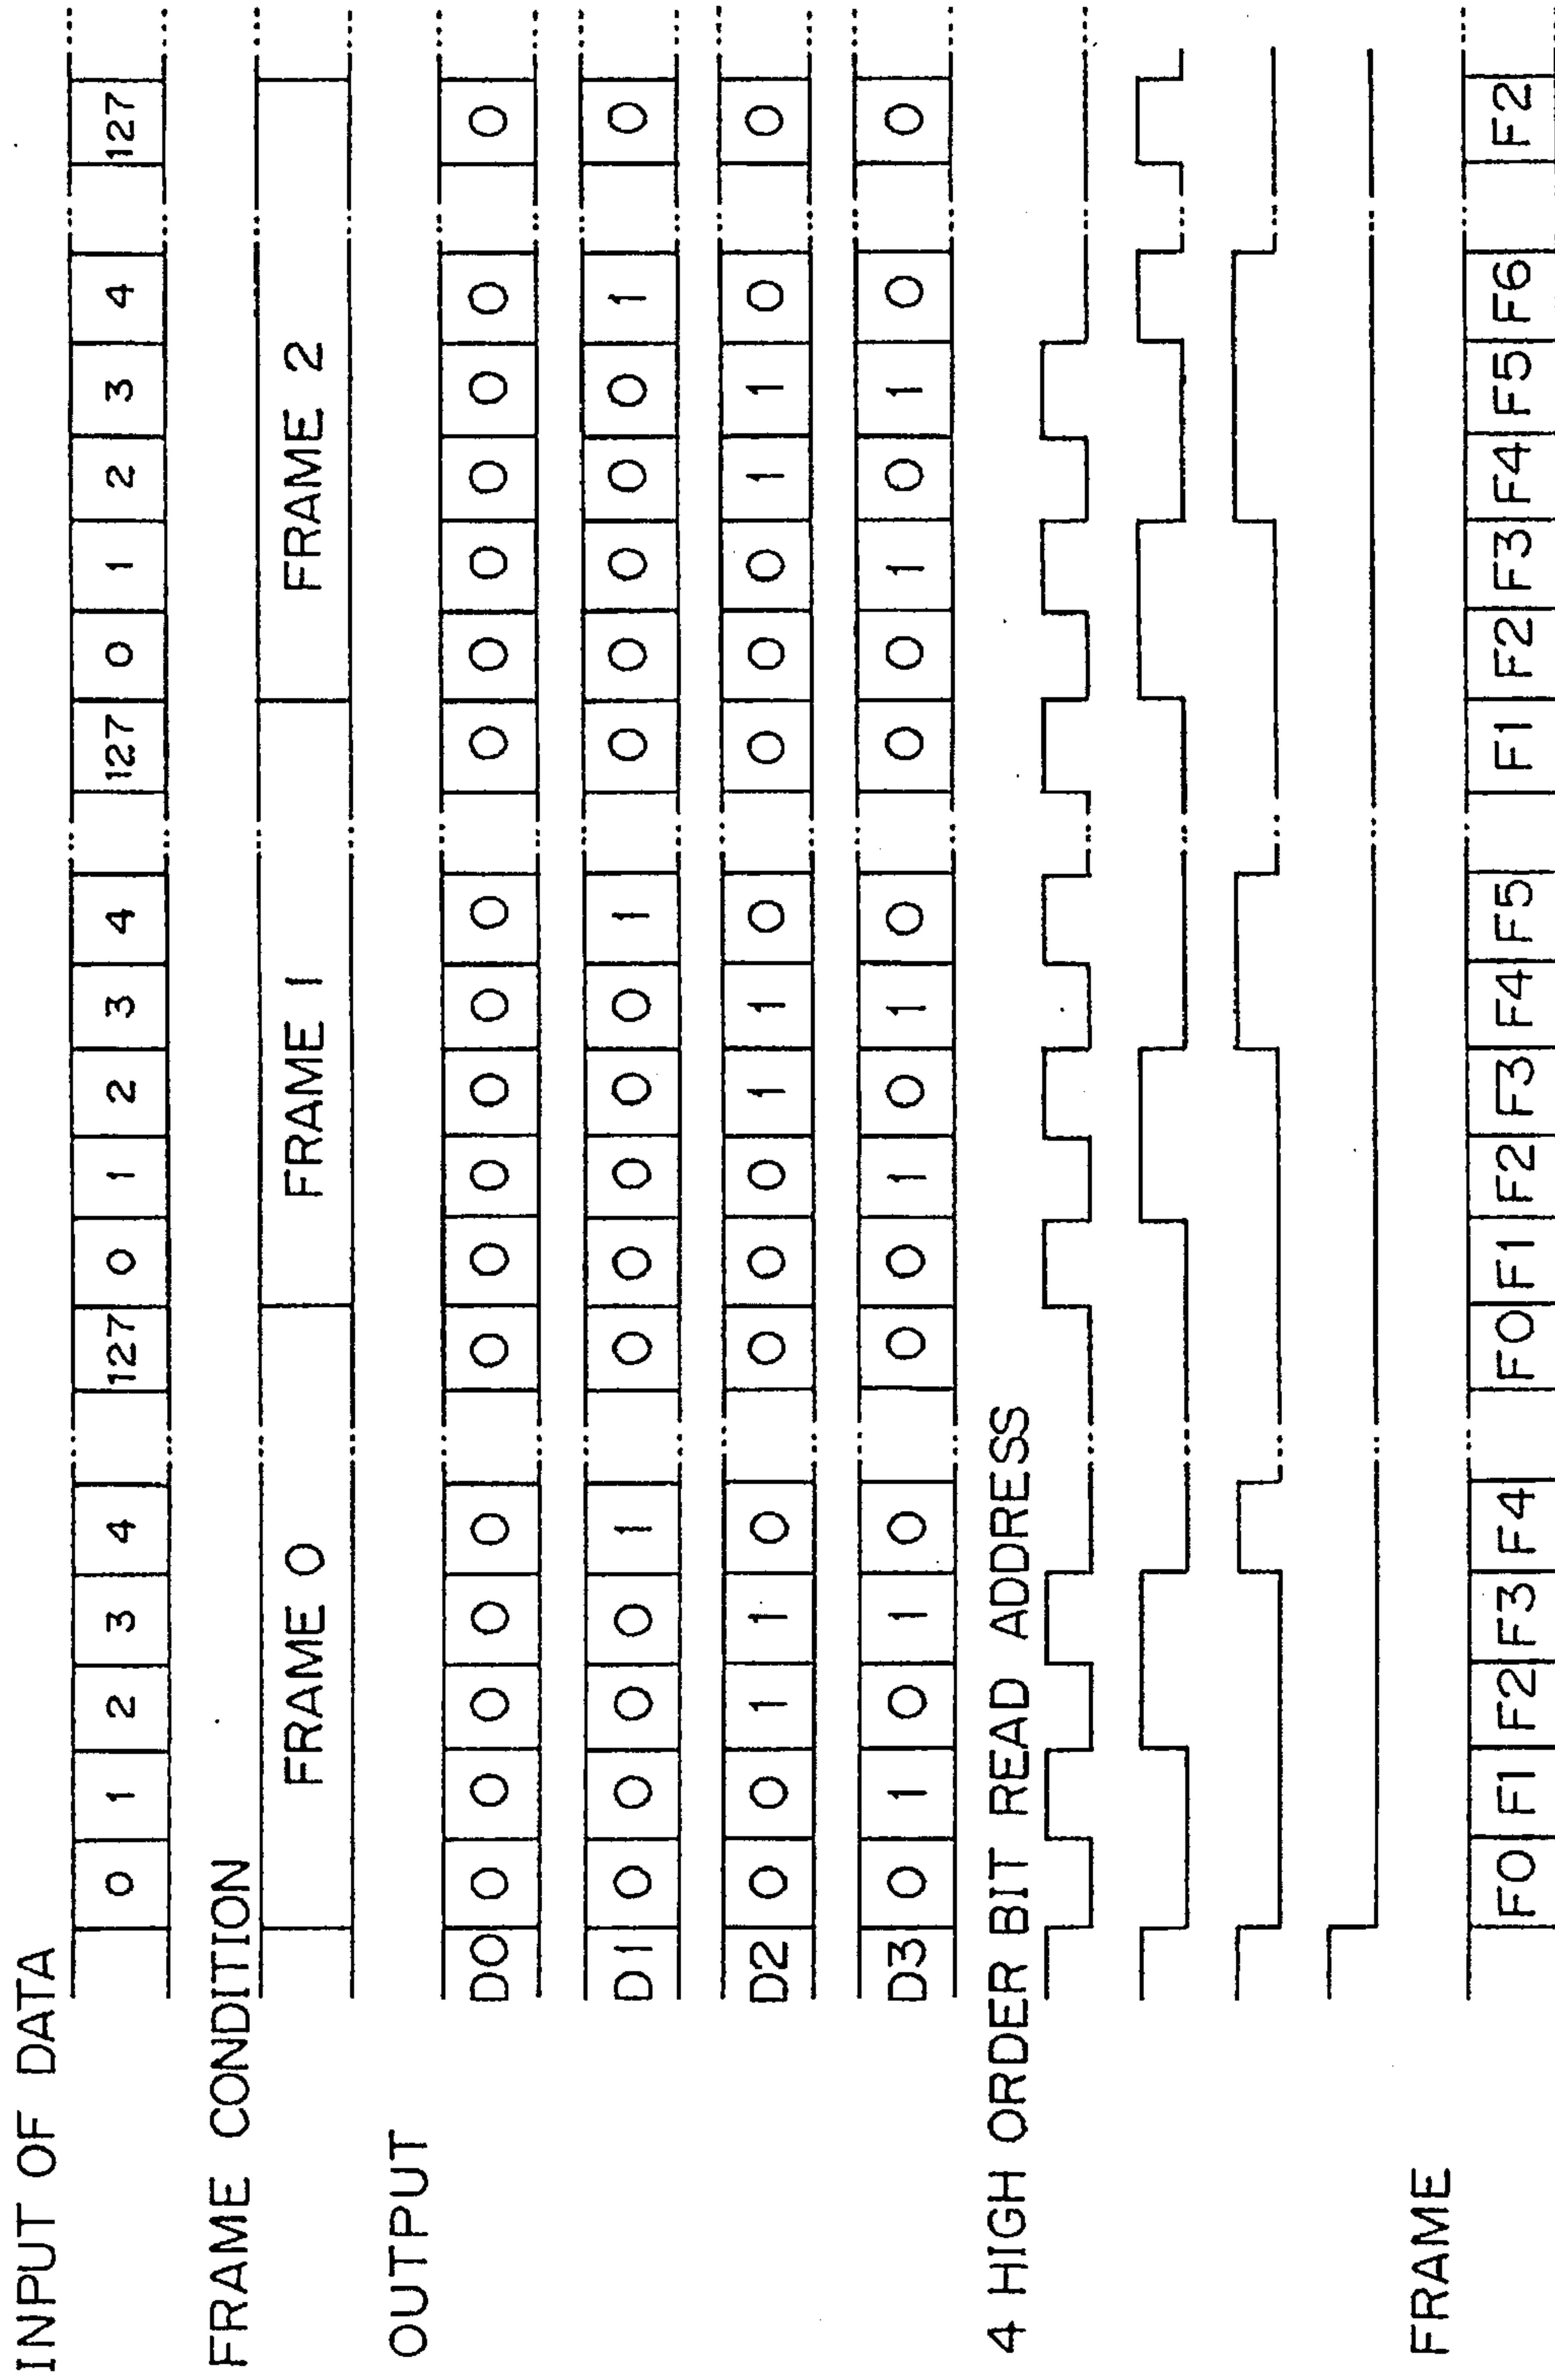 INPUT OF DATA
0 1 2 3 4 127 0 1 2 3 4 127 0 1 2 3 4 127
FRAME CONDITION
FRAME 0 FRAME 1 FRAME 2
OUTPUT
D0 0 0 0 0 0 0 0 0 0 0 0 0 0 0 0 0 0 0
D1 0 0 0 0 1 0 0 0 0 0 1 0 0 0 0 0 1 0
D2 0 0 1 1 0 0 0 0 1 1 0 0 0 0 1 1 0 0
D3 0 1 0 1 0 0 0 1 0 1 0 0 0 1 0 1 0 0
4 HIGH ORDER BIT READ ADDRESS
FRAME
F0 F1 F2 F3 F4 F0 F1 F2 F3 F4 F5 F1 F2 F3 F4 F5 F6 F2